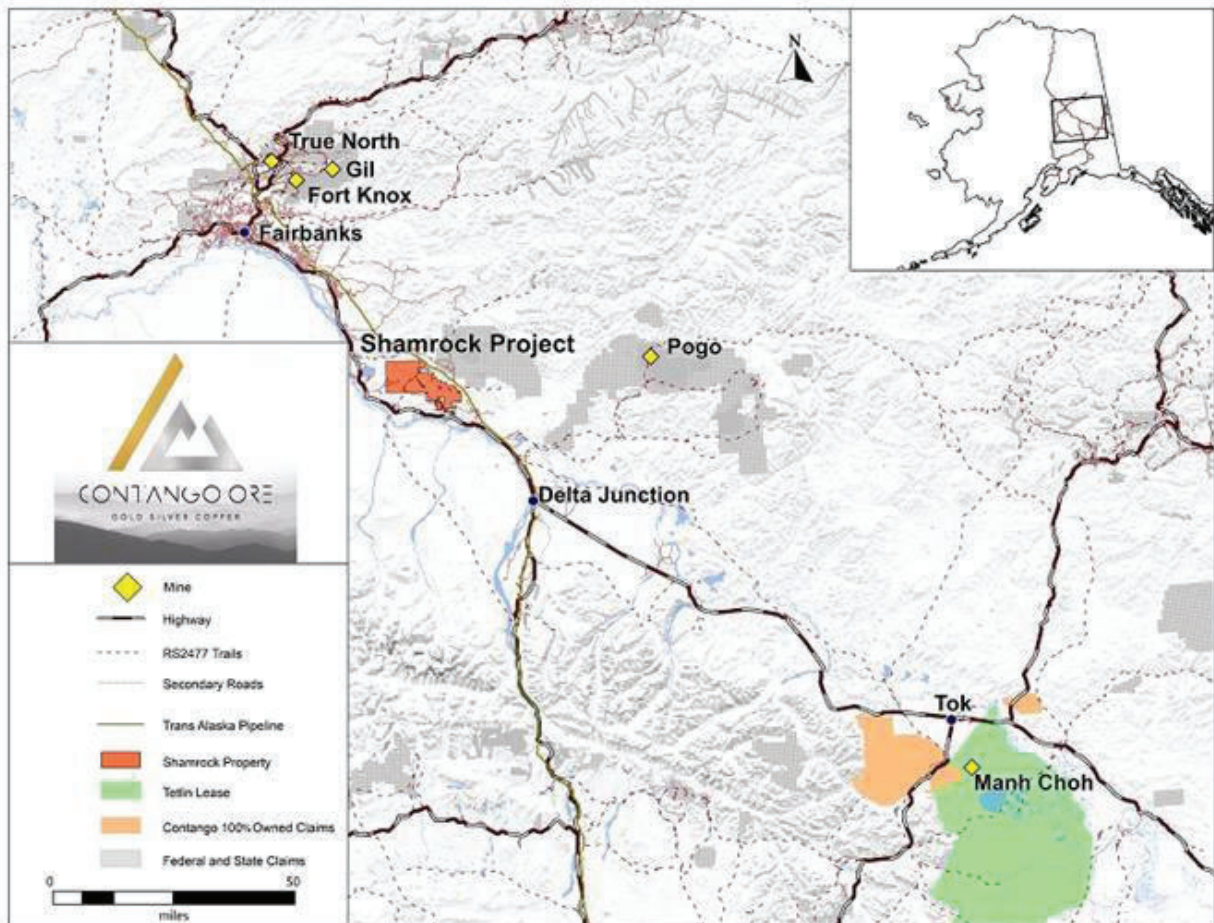 N
True North
Gil
Fort Knox
Fairbanks
Shamrock Project
Pogo
Delta Junction
Tok
Manh Choh
CONTANGO ORE
GOLD SILVER COPPER
Mine
Highway
RS2477 Trails
Secondary Roads
Trans Alaska Pipeline
Shamrock Property
Tetlin Lease
Contango 100% Owned Claims
Federal and State Claims
0 50
miles